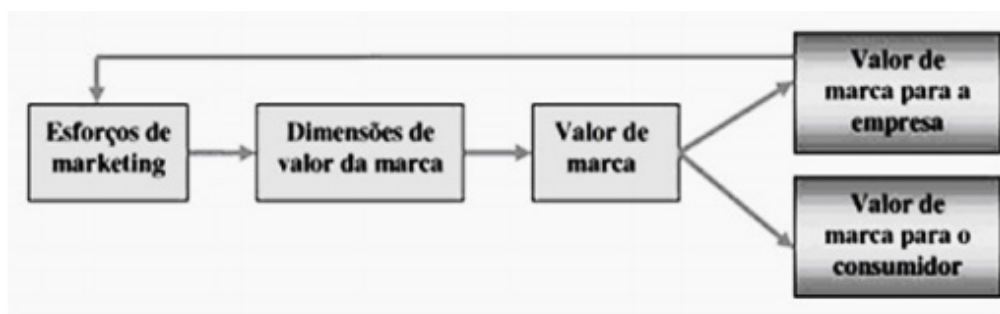 Esforços de
marketing
Dimensões de
valor da marca
Valor de
marca
Valor de
marca para a
empresa
Valor de
marca para o
consumidor